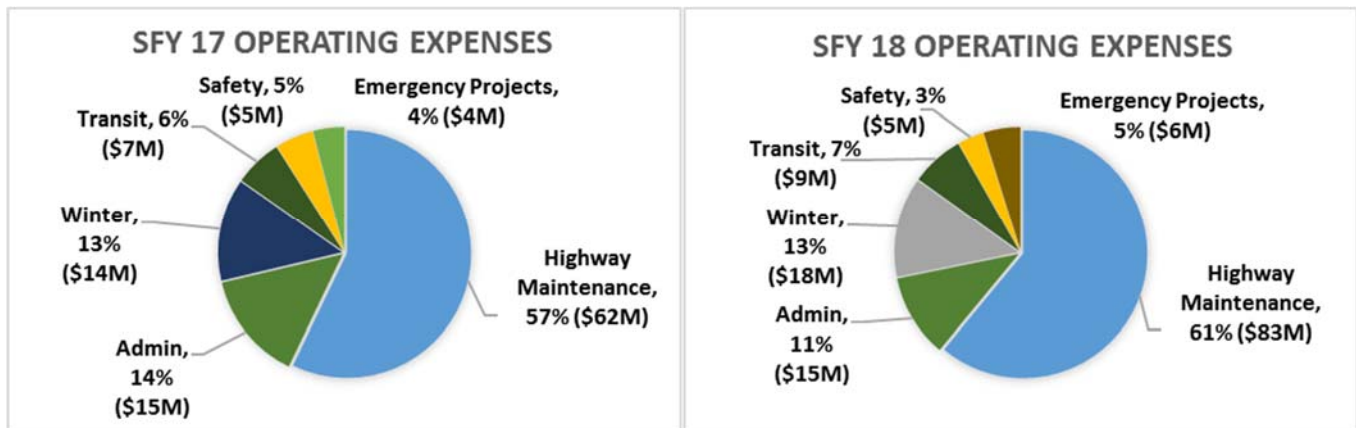 SFY 17 OPERATING EXPENSES
Safety, 5%
($5M)
Emergency Projects,
4% ($4M)
Transit, 6%
($7M)
Winter,
13%
($14M)
Highway
Maintenance,
57% ($62M)
Admin,
14%
($15M)
SFY 18 OPERATING EXPENSES
Safety, 3%
($5M)
Emergency Projects,
5% ($6M)
Transit, 7%
($9M)
Winter,
13%
($18M)
Highway
Maintenance,
61% ($83M)
Admin,
11%
($15M)